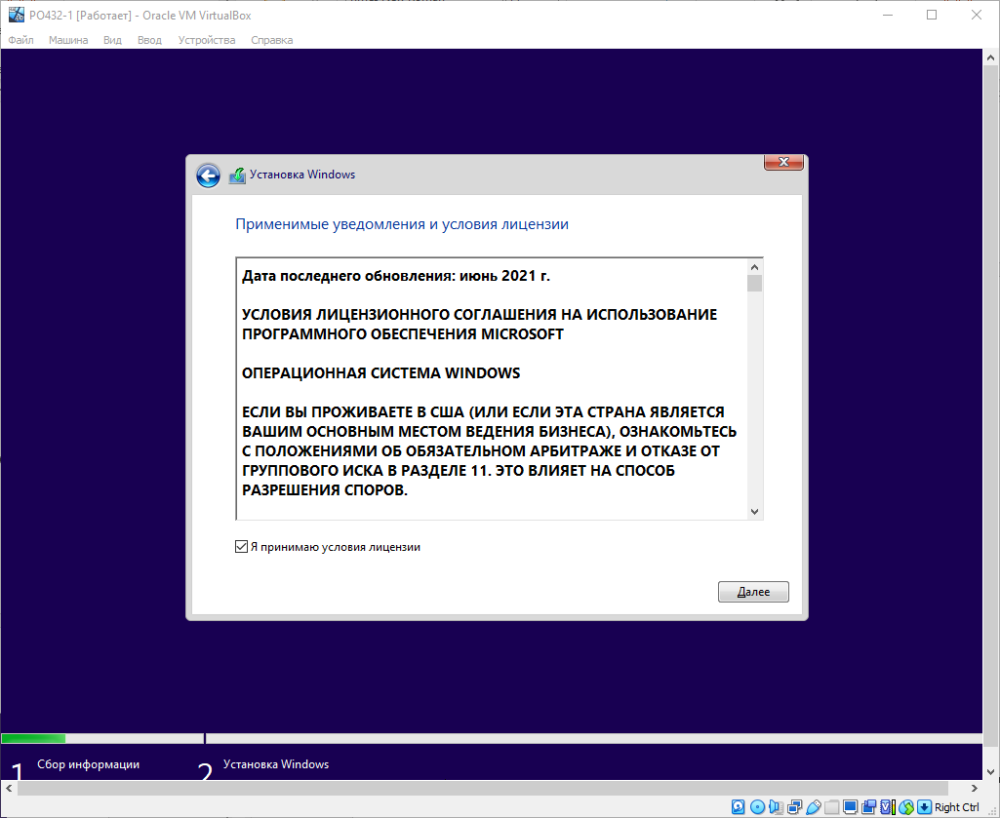 PO432-1 [Работает] - Oracle VM VirtualBox
Файл Машина Вид Ввод Устройства Справка
Установка Windows
Применимые уведомления и условия лицензии
Дата последнего обновления: июнь 2021 г.
УСЛОВИЯ ЛИЦЕНЗИОННОГО СОГЛАШЕНИЯ НА ИСПОЛЬЗОВАНИЕ
ПРОГРАММНОГО ОБЕСПЕЧЕНИЯ MICROSOFT
ОПЕРАЦИОННАЯ СИСТЕМА WINDOWS
ЕСЛИ ВЫ ПРОЖИВАЕТЕ В США (ИЛИ ЕСЛИ ЭТА СТРАНА ЯВЛЯЕТСЯ
ВАШИМ ОСНОВНЫМ МЕСТОМ ВЕДЕНИЯ БИЗНЕСА), ОЗНАКОМЬТЕСЬ
С ПОЛОЖЕНИЯМИ ОБ ОБЯЗАТЕЛЬНОМ АРБИТРАЖЕ И ОТКАЗЕ ОТ
ГРУППОВОГО ИСКА В РАЗДЕЛЕ 11. ЭТО ВЛИЯЕТ НА СПОСОБ
РАЗРЕШЕНИЯ СПОРОВ.
Я принимаю условия лицензии
Далее
1 Сбор информации 2 Установка Windows
Right Ctrl